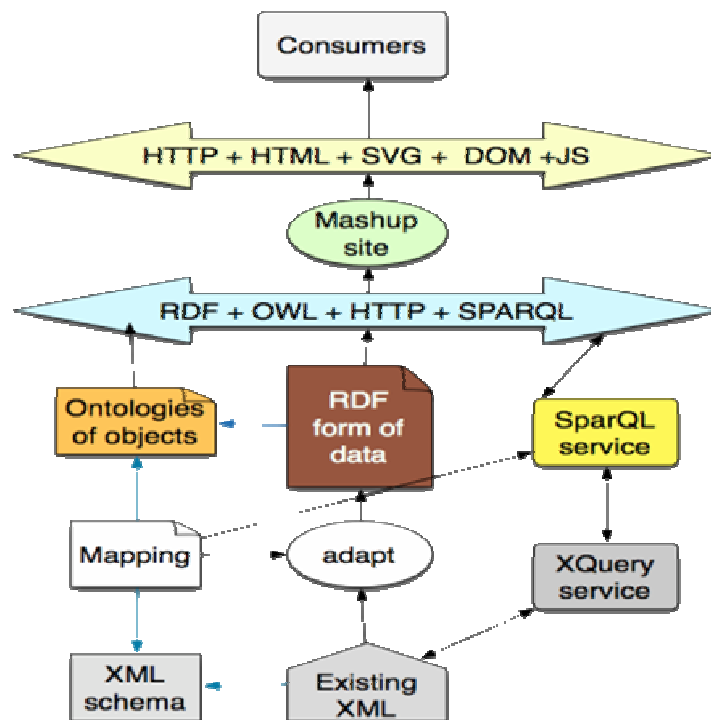 Consumers
HTTP + HTML + SVG + DOM +JS
Mashup
site
RDF + OWL + HTTP + SPARQL
Ontologies
of objects
RDF
form of
data
SparQL
service
Mapping
adapt
XQuery
service
XML
schema
Existing
XML